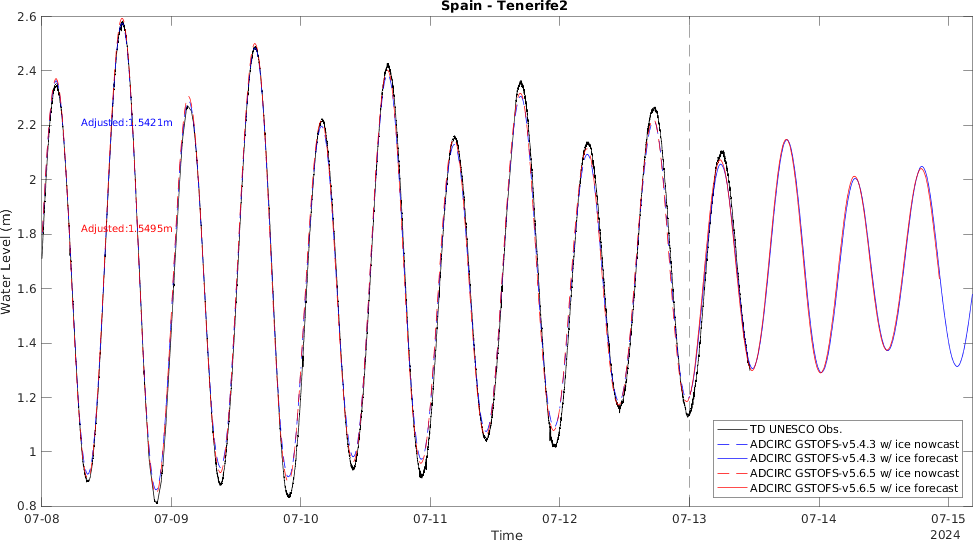 Spain - Tenerife2
2.6
2.4
2.2
2
1.8
1.6
1.4
1.2
1
0.8
Water Level (m)
Adjusted:1.5421m
Adjusted:1.5495m
TD UNESCO Obs.
ADCIRC GSTOFS-v5.4.3 w/ ice nowcast
ADCIRC GSTOFS-v5.4.3 w/ ice forecast
ADCIRC GSTOFS-v5.6.5 w/ ice nowcast
ADCIRC GSTOFS-v5.6.5 w/ ice forecast
07-08 07-09 07-10 07-11 07-12 07-13 07-14 07-15
Time
2024